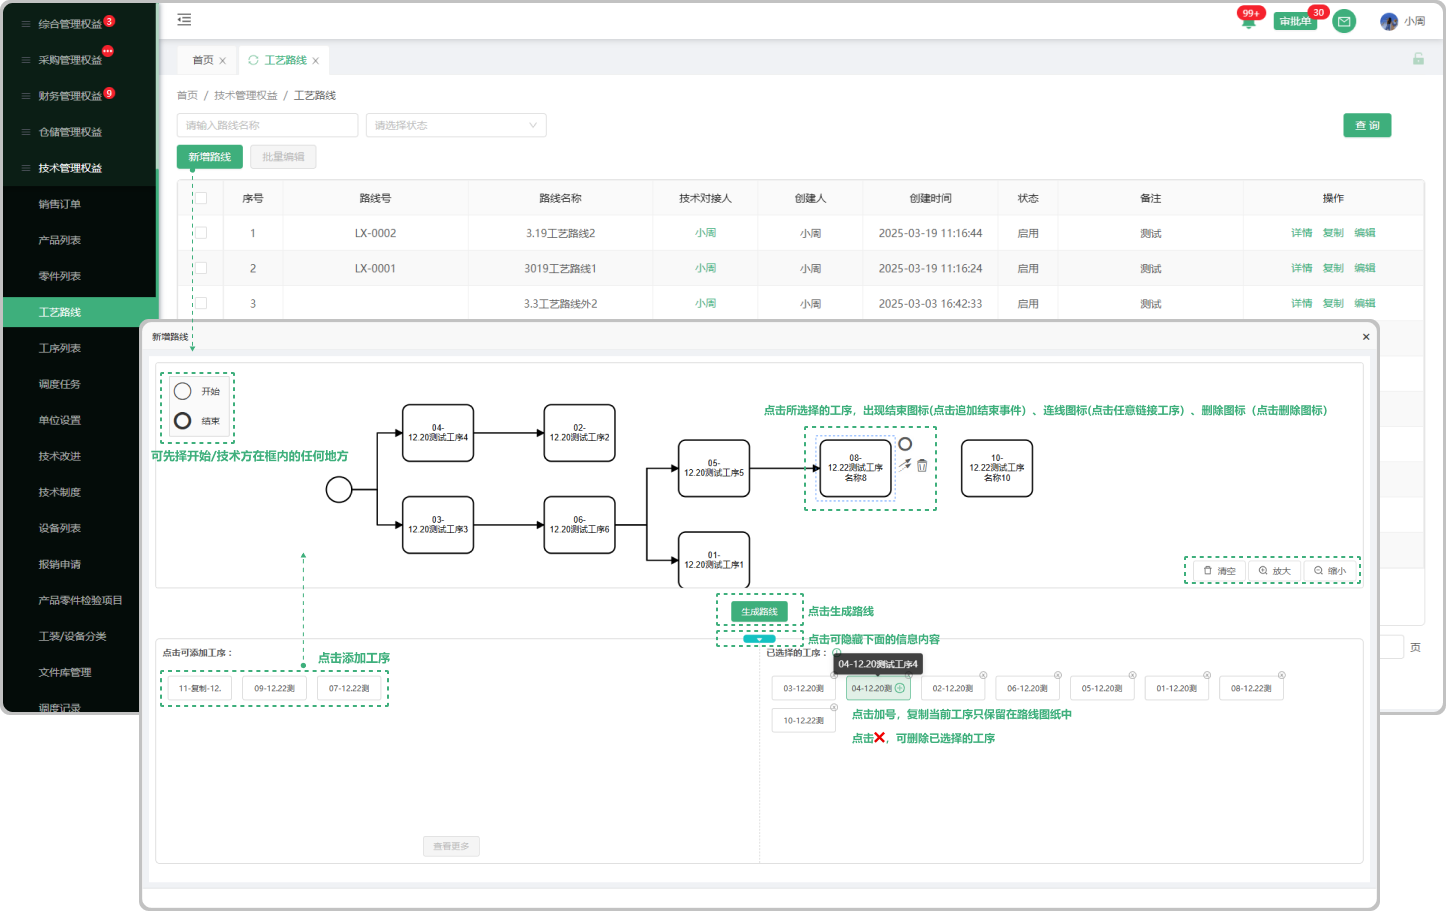 综合管理权益 3
采购管理权益
财务管理权益 9
仓储管理权益
技术管理权益
销售订单
产品列表
零件列表
工艺路线
工序列表
调度任务
单位设置
技术改进
技术制度
设备列表
报销申请
产品零件检验项目
工装/设备分类
文件库管理
调度记录
99+
审批单 30
小周
首页 x
工艺路线 x
首页 / 技术管理权益 / 工艺路线
请输入路线名称
请选择状态
查 询
新增路线
批量编辑
序号 路线号 路线名称 技术对接人 创建人 创建时间 状态 备注 操作
1 LX-0002 3.19工艺路线2 小周 小周 2025-03-19 11:16:44 启用 测试 详情 复制 编辑
2 LX-0001 3019工艺路线1 小周 小周 2025-03-19 11:16:24 启用 测试 详情 复制 编辑
3 3.3工艺路线外2 小周 小周 2025-03-03 16:42:33 启用 测试 详情 复制 编辑
页
新增路线
开始
结束
可先择开始/技术方在框内的任何地方
点击所选择的工序，出现结束图标(点击追加结束事件）、连线图标(点击任意链接工序）、删除图标（点击删除图标）
04-
12.20测试工序4
02-
12.20测试工序2
03-
12.20测试工序3
06-
12.20测试工序6
05-
12.20测试工序5
01-
12.20测试工序1
08-
12.22测试工序
名称8
10-
12.22测试工序
名称10
清空
放大
缩小
生成路线
点击生成路线
点击可隐藏下面的信息内容
点击可添加工序：
点击添加工序
11-复制-12.
09-12.22测
07-12.22测
查看更多
已选择的工序：
04-12.20测试工序4
03-12.20测
04-12.20测
02-12.20测
06-12.20测
05-12.20测
01-12.20测
08-12.22测
10-12.22测
点击加号，复制当前工序只保留在路线图纸中
点击❌，可删除已选择的工序